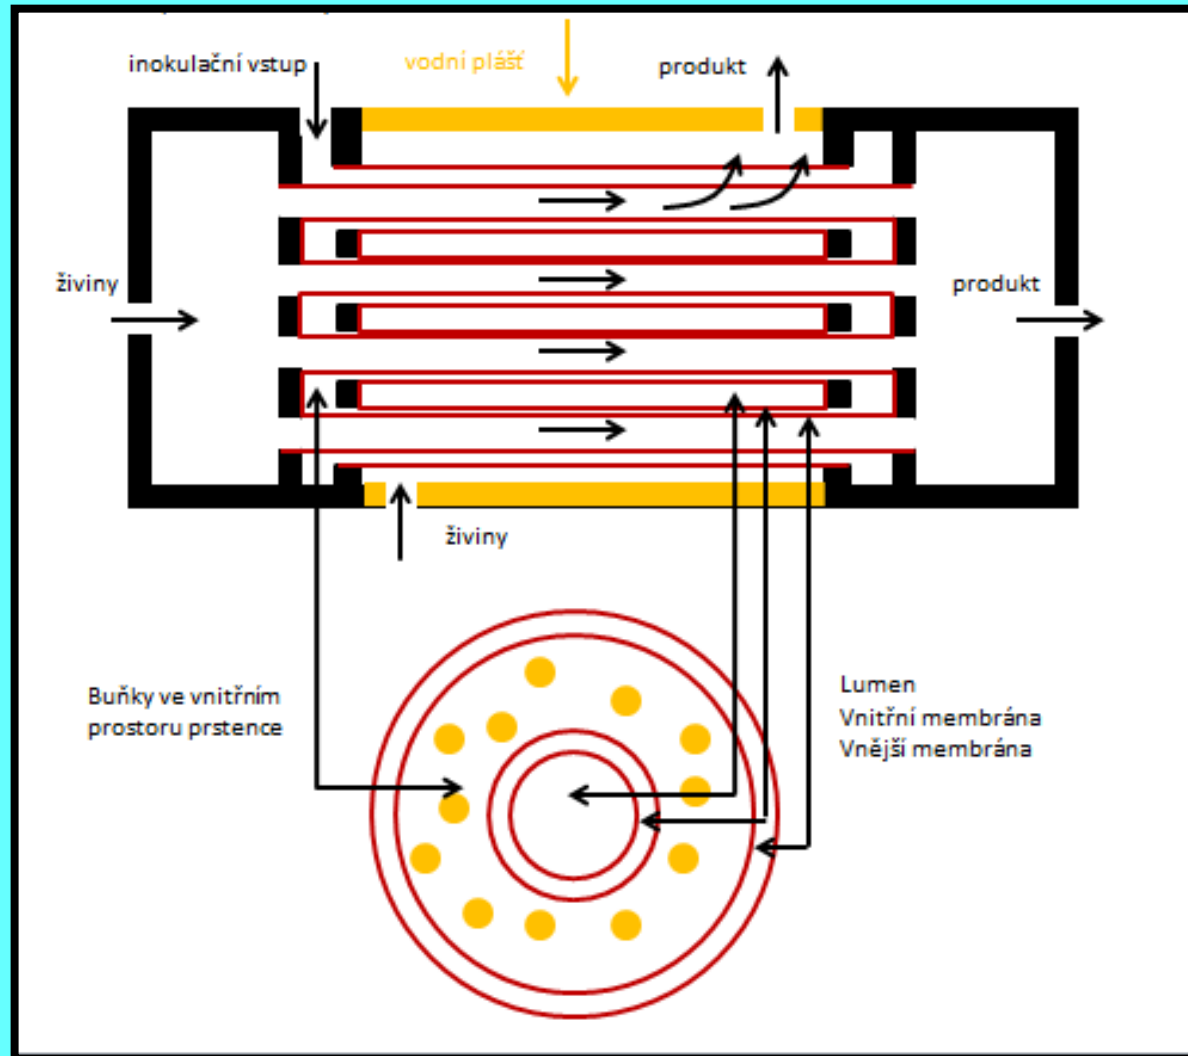 inokulační vstup
vodní plášť
produkt
živiny
produkt
živiny
Buňky ve vnitřním
prostoru prstence
Lumen
Vnitřní membrána
Vnější membrána